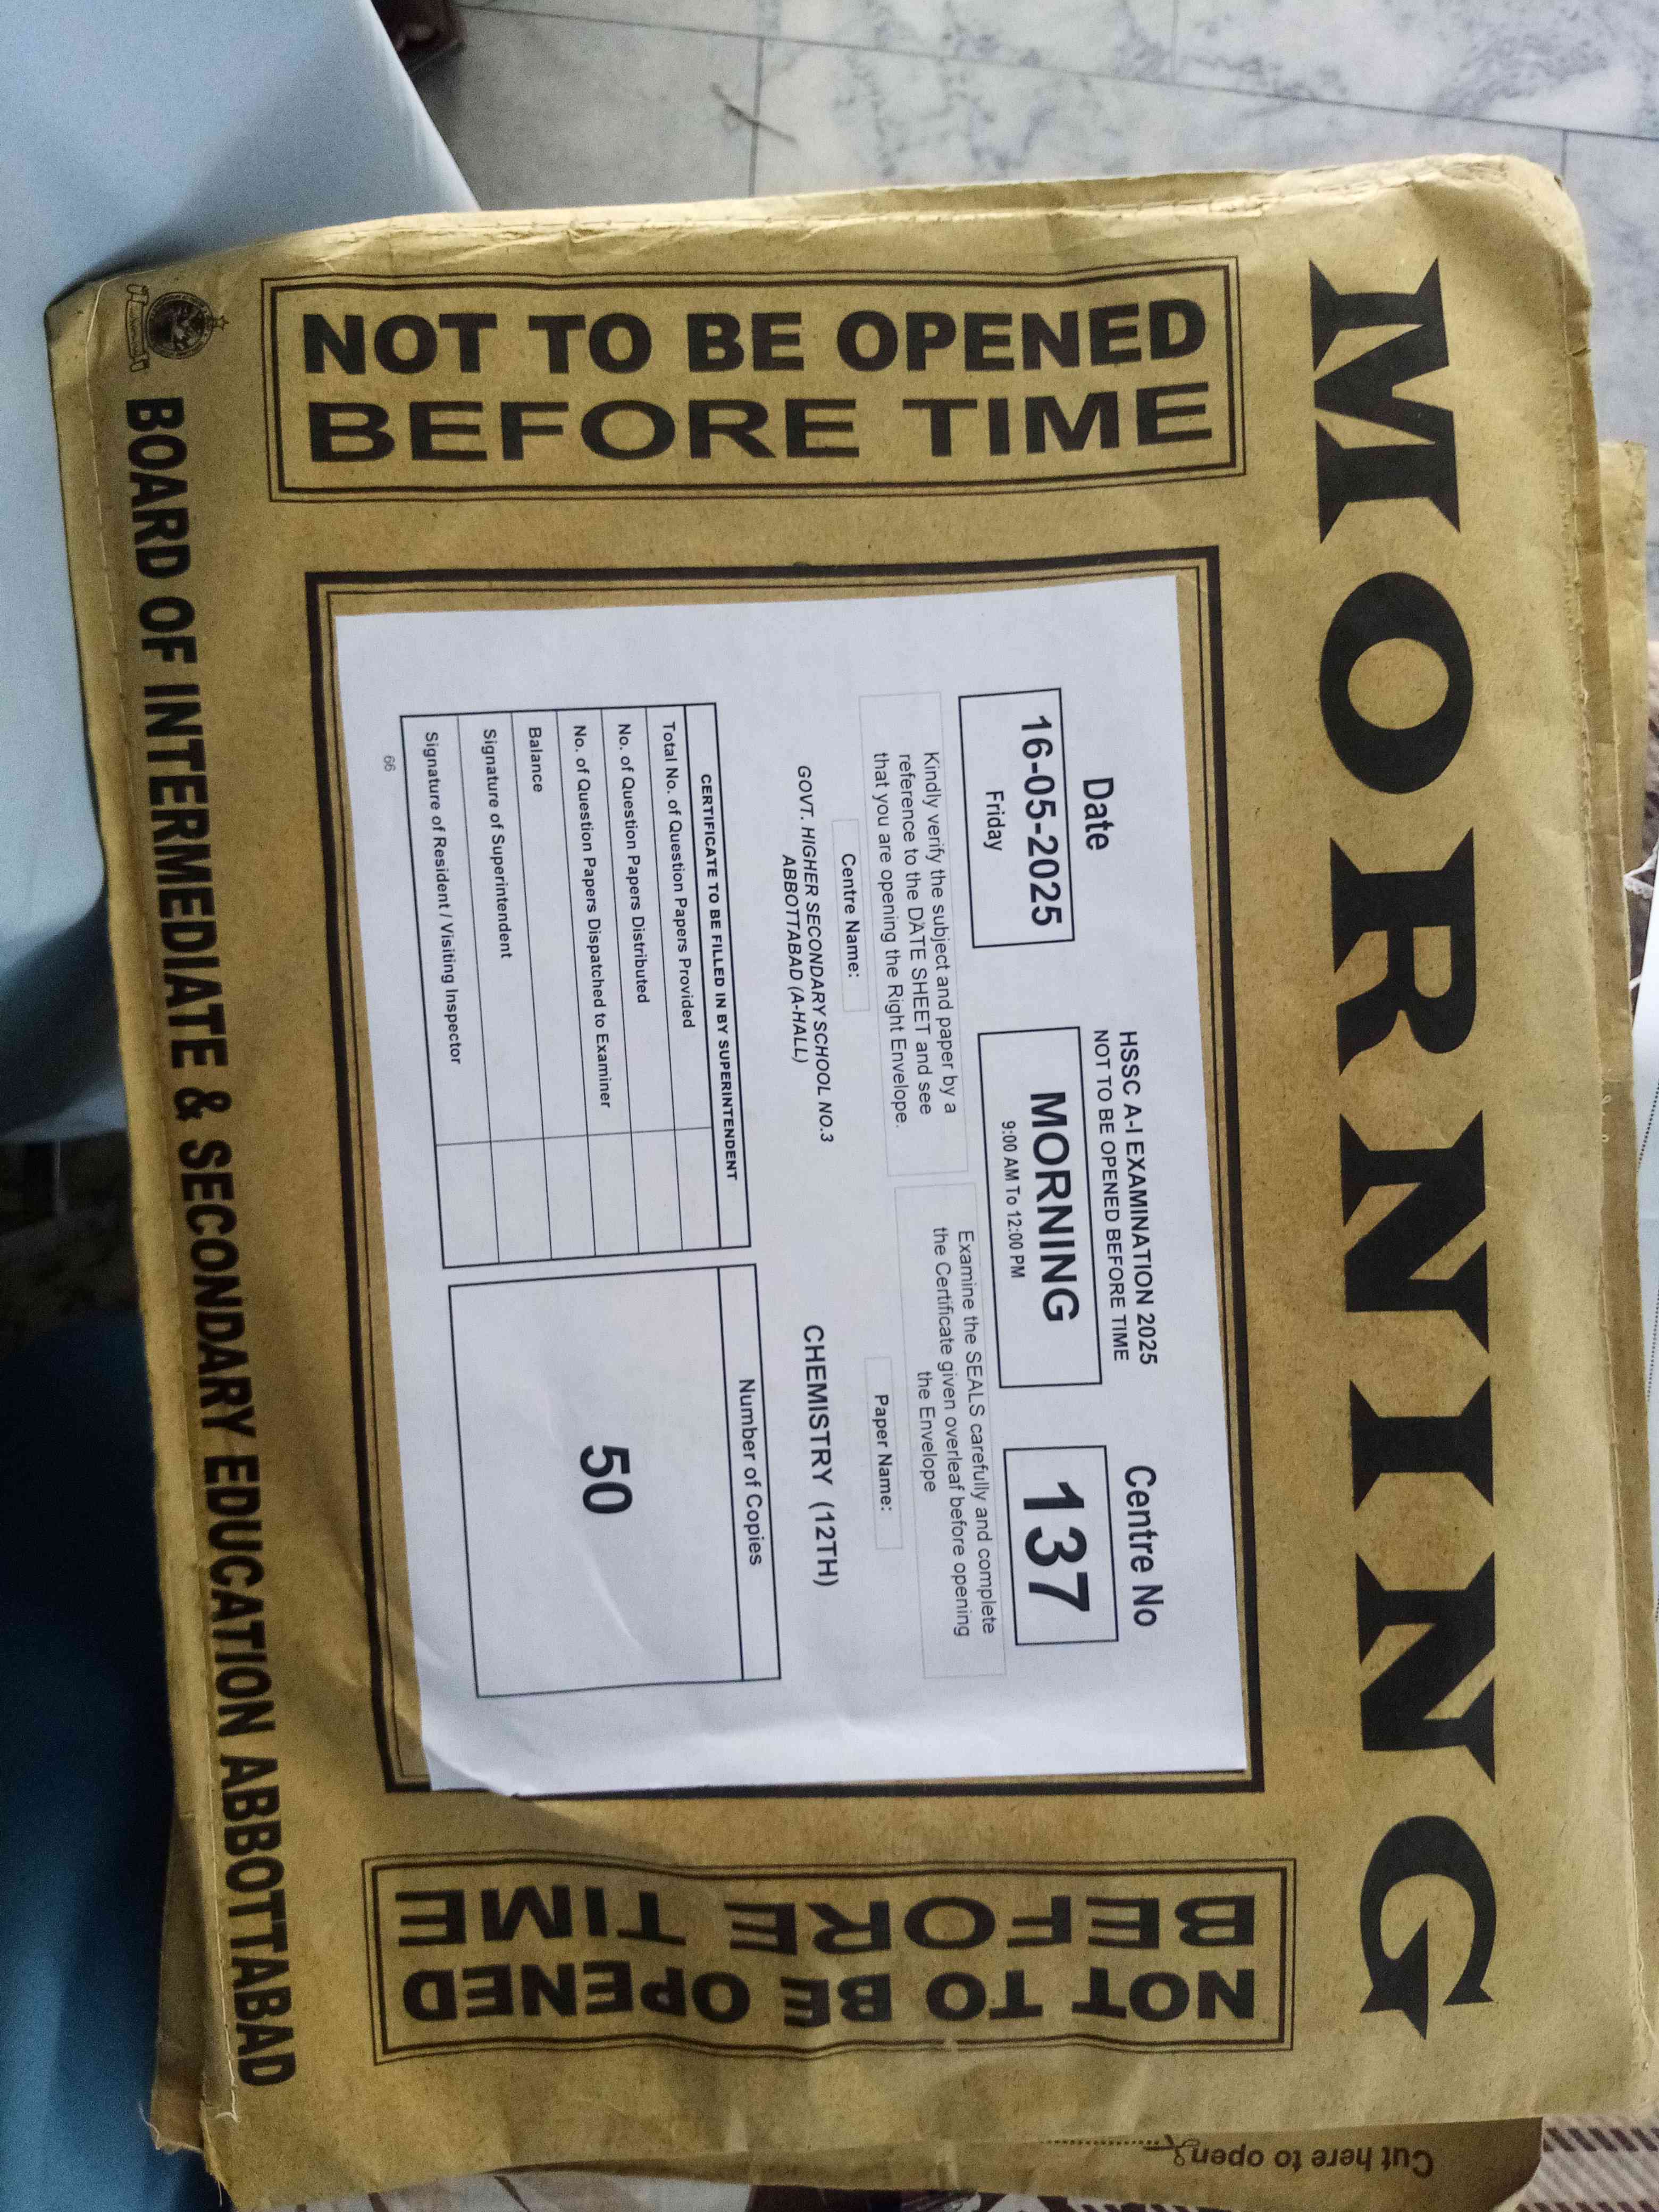 MORNING
NOT TO BE OPENED
BEFORE TIME
HSSC A-I EXAMINATION 2025
NOT TO BE OPENED BEFORE TIME
Date
16-05-2025
Friday
MORNING
9:00 AM To 12:00 PM
Centre No
137
Kindly verify the subject and paper by a
reference to the DATE SHEET and see
that you are opening the Right Envelope.
Examine the SEALS carefully and complete
the Certificate given overleaf before opening
the Envelope
Centre Name:
GOVT. HIGHER SECONDARY SCHOOL NO.3
ABBOTTABAD (A-HALL)
Paper Name:
CHEMISTRY (12TH)
CERTIFICATE TO BE FILLED IN BY SUPERINTENDENT
Total No. of Question Papers Provided
No. of Question Papers Distributed
No. of Question Papers Dispatched to Examiner
Balance
Signature of Superintendent
Signature of Resident / Visiting Inspector
Number of Copies
50
66
NOT TO BE OPENED
BEFORE TIME
BOARD OF INTERMEDIATE & SECONDARY EDUCATION ABBOTTABAD
Cut here to open